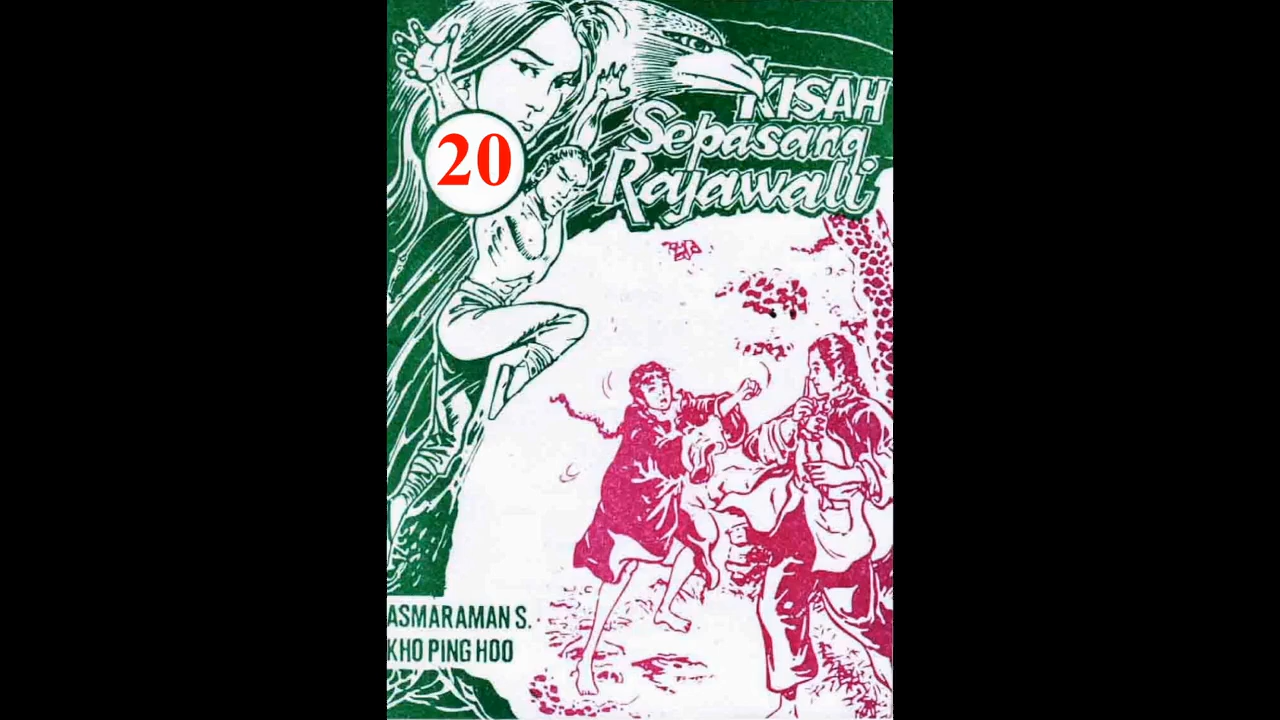 20
KISAH
Sepasang
Rajawali
ASMARAMAN S.
KHO PING HOO